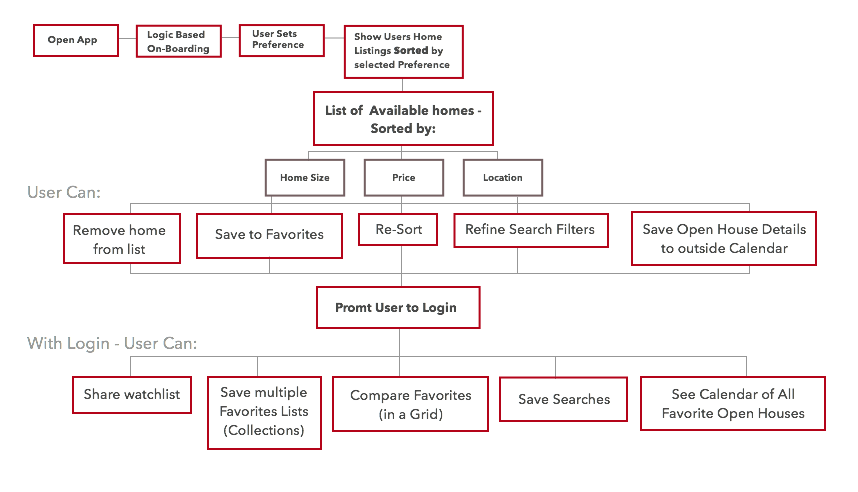 Open App
Logic Based
On-Boarding
User Sets
Preference
Show Users Home
Listings Sorted by
selected Preference
List of Available homes -
Sorted by:
Home Size
Price
Location
User Can:
Remove home
from list
Save to Favorites
Re-Sort
Refine Search Filters
Save Open House Details
to outside Calendar
Promt User to Login
With Login - User Can:
Share watchlist
Save multiple
Favorites Lists
(Collections)
Compare Favorites
(in a Grid)
Save Searches
See Calendar of All
Favorite Open Houses